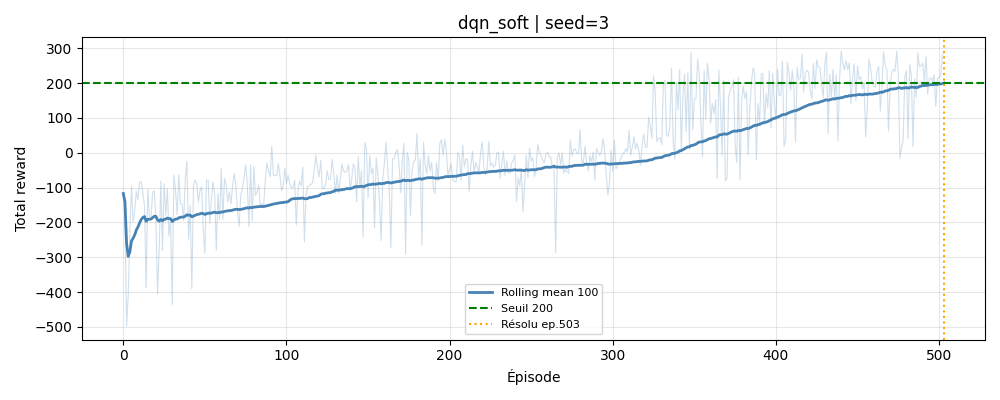 dqn_soft | seed=3
Total reward
300
200
100
0
−100
−200
−300
−400
−500
Rolling mean 100
Seuil 200
Résolu ep.503
0
100
200
300
400
500
Épisode